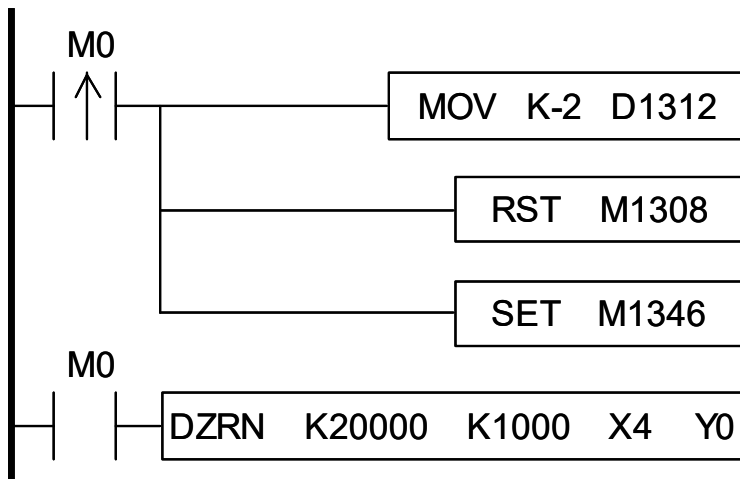 M0
MOV K-2 D1312
RST M1308
SET M1346
M0
DZRN K20000 K1000 X4 Y0